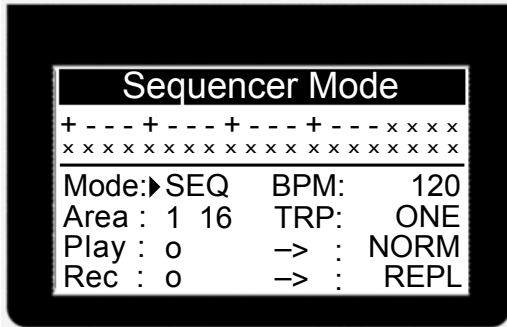 Sequencer Mode
+ - - - + - - - + - - - + - - - x x x x
x x x x x x x x x x x x x x x x x x x x
Mode:▸SEQ BPM: 120
Area : 1 16 TRP: ONE
Play : o –> : NORM
Rec : o –> : REPL